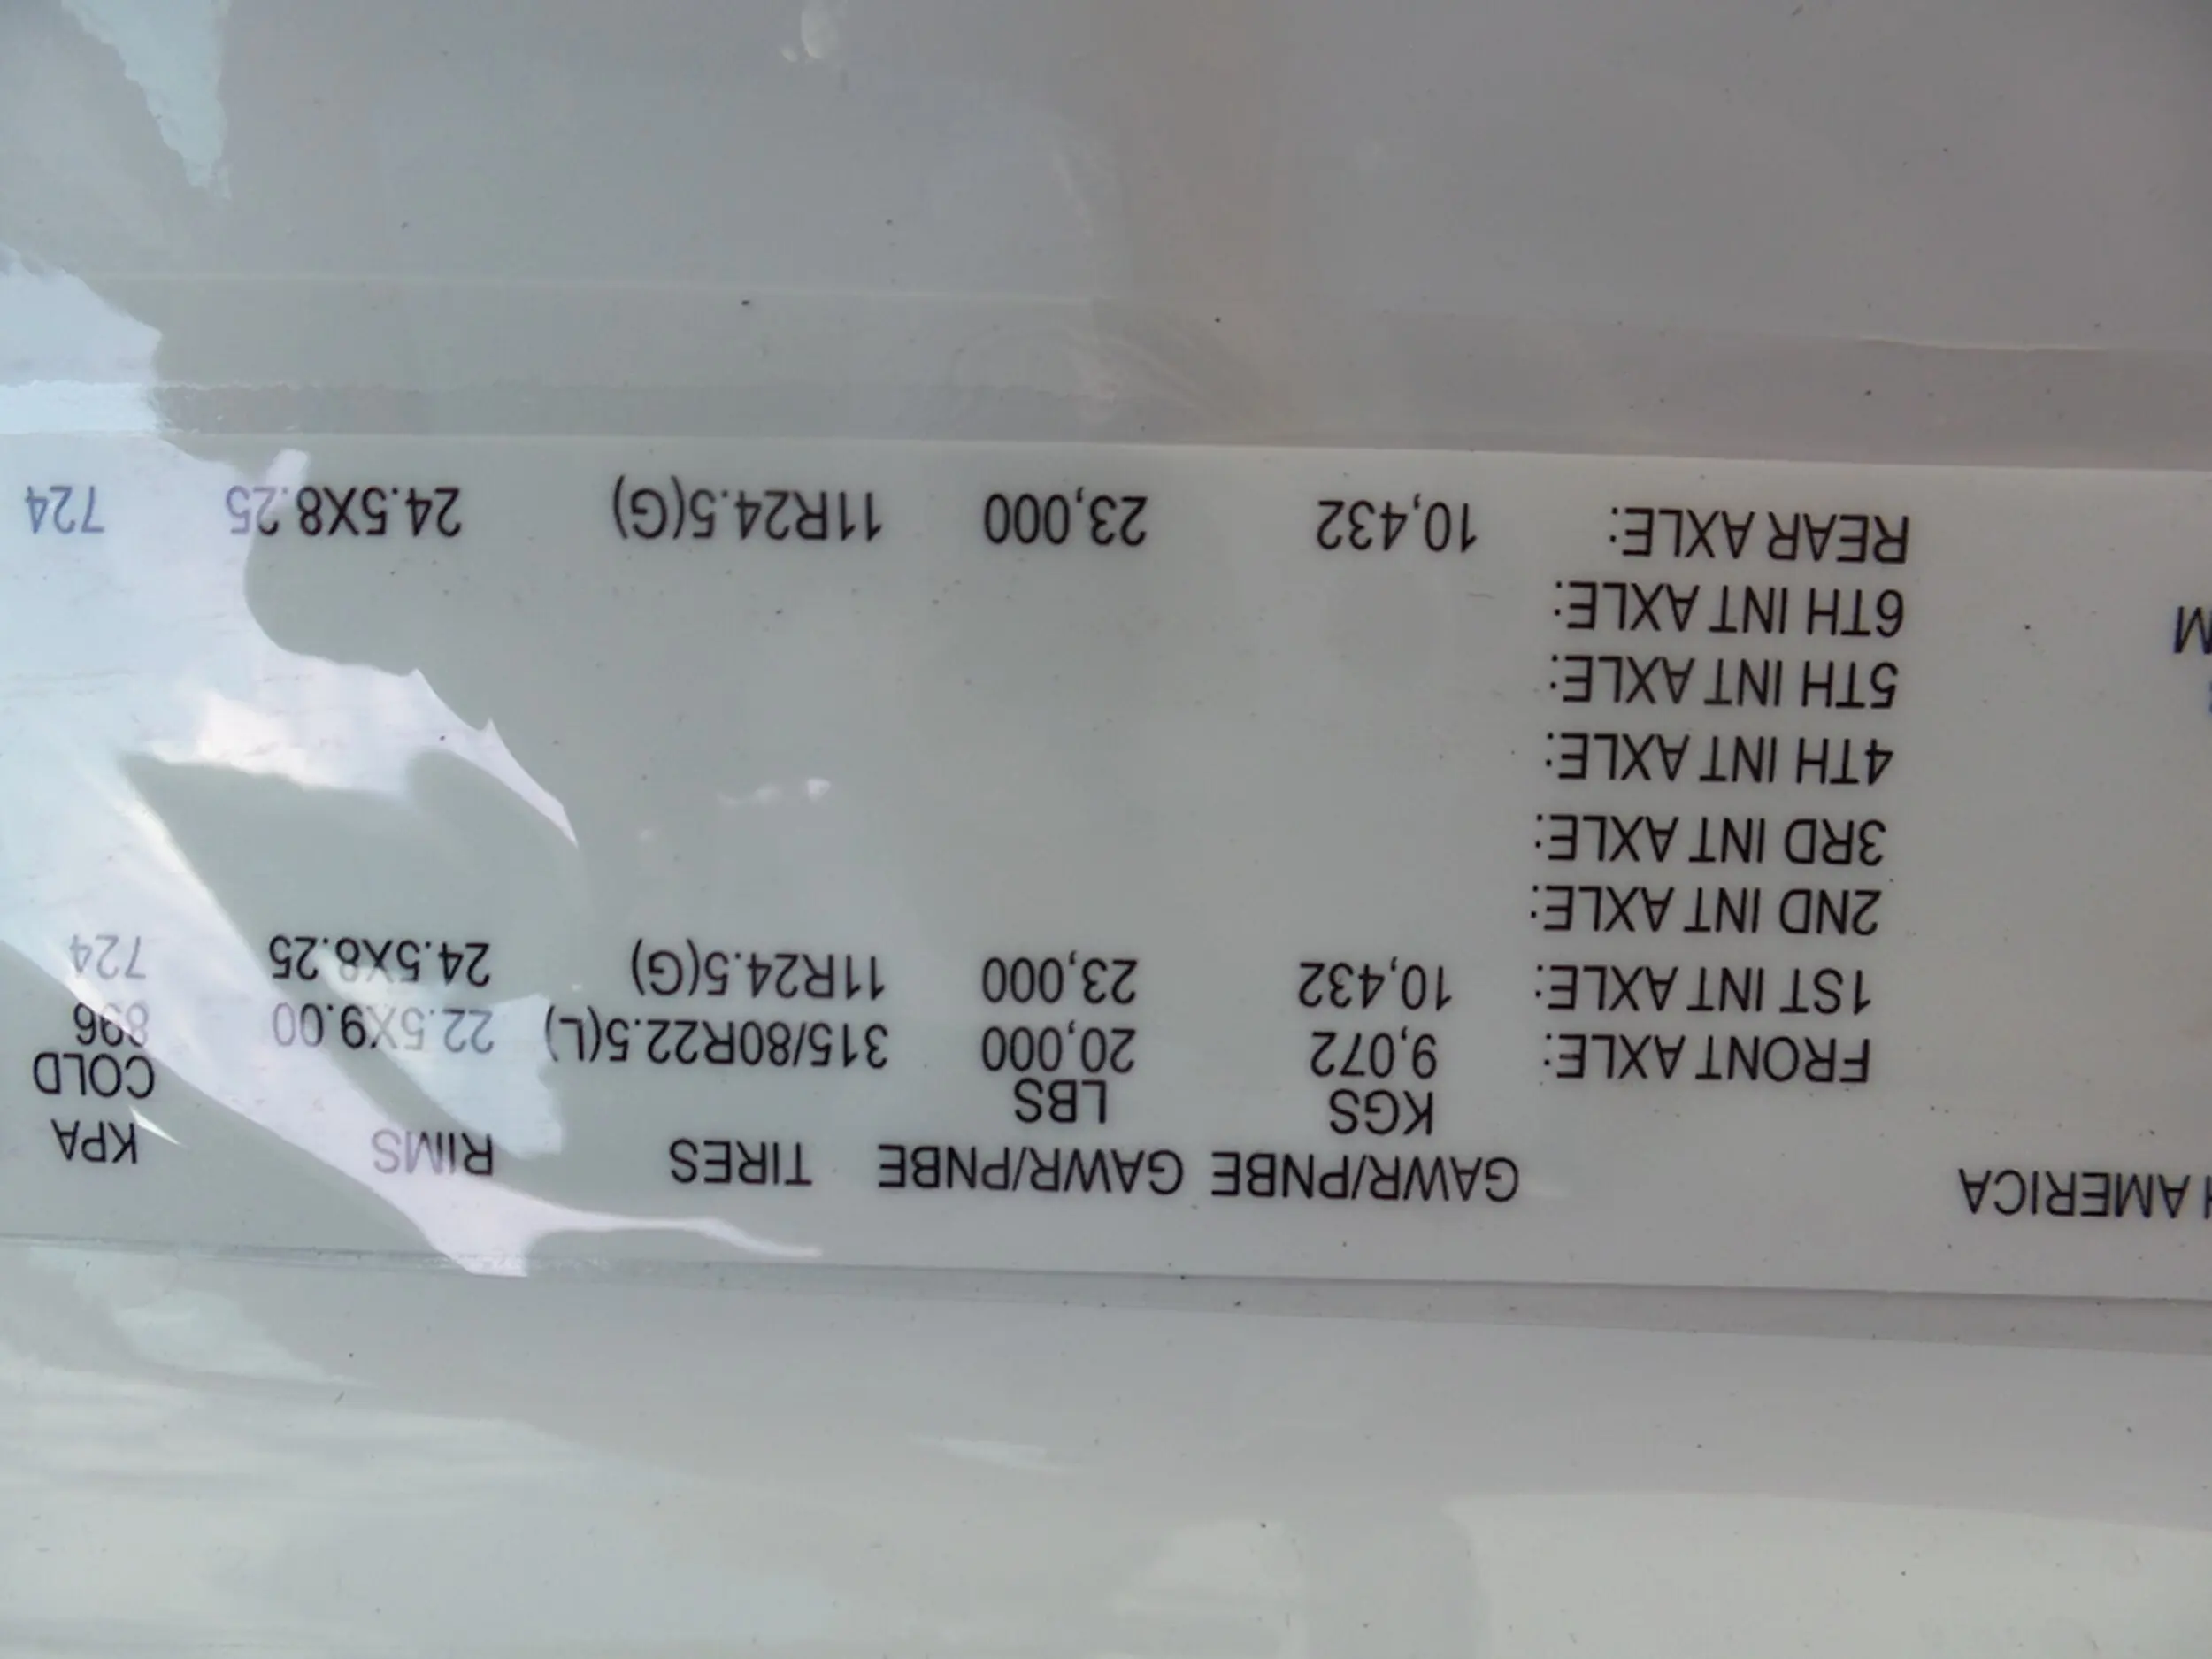 H AMERICA GAWR/PNBE GAWR/PNBE TIRES RIMS KPA
KGS LBS COLD
FRONT AXLE: 9,072 20,000 315/80R22.5(L) 22.5X9.00 896
1ST INT AXLE: 10,432 23,000 11R24.5(G) 24.5X8.25 724
2ND INT AXLE:
3RD INT AXLE:
4TH INT AXLE:
5TH INT AXLE:
M 6TH INT AXLE:
REAR AXLE: 10,432 23,000 11R24.5(G) 24.5X8.25 724